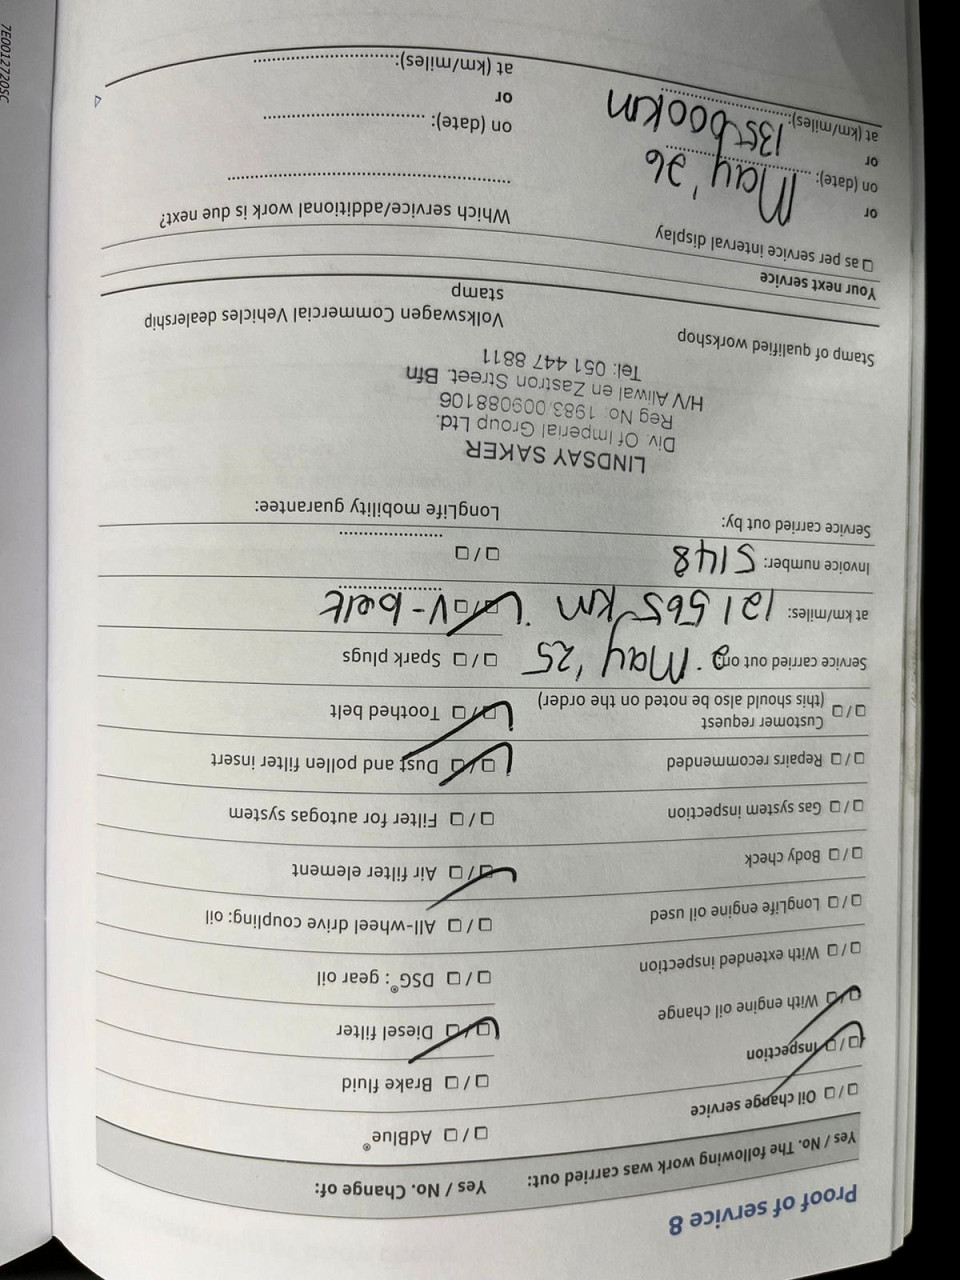 Proof of service 8
Yes / No. The following work was carried out:
☐/☐ Oil change service
☑/☐ Inspection
☑/☐ With engine oil change
☐/☐ With extended inspection
☐/☐ LongLife engine oil used
☐/☐ Body check
☐/☐ Gas system inspection
☐/☐ Repairs recommended
☐/☐ Customer request
(this should also be noted on the order)
Service carried out on: 2. May '25
at km/miles: 121 565 km
Invoice number: 5148
Service carried out by:
Yes / No. Change of:
☐/☐ AdBlue®
☐/☐ Brake fluid
☑/☐ Diesel filter
☐/☐ DSG®: gear oil
☐/☐ All-wheel drive coupling: oil
☑/☐ Air filter element
☐/☐ Filter for autogas system
☑/☐ Dust and pollen filter insert
☑/☐ Toothed belt
☐/☐ Spark plugs
☑/☐ V-belt
☐/☐
LongLife mobility guarantee:
LINDSAY SAKER
Div. Of Imperial Group Ltd.
Reg No: 1983/009088106
H/V Aliwal en Zastron Street. Bfn
Tel: 051 447 8811
Stamp of qualified workshop
Volkswagen Commercial Vehicles dealership
stamp
Your next service
☐ as per service interval display
or
on (date): May '26
or
at (km/miles): 135 000 km
Which service/additional work is due next?
on (date):
or
at (km/miles):
7E0012720SC